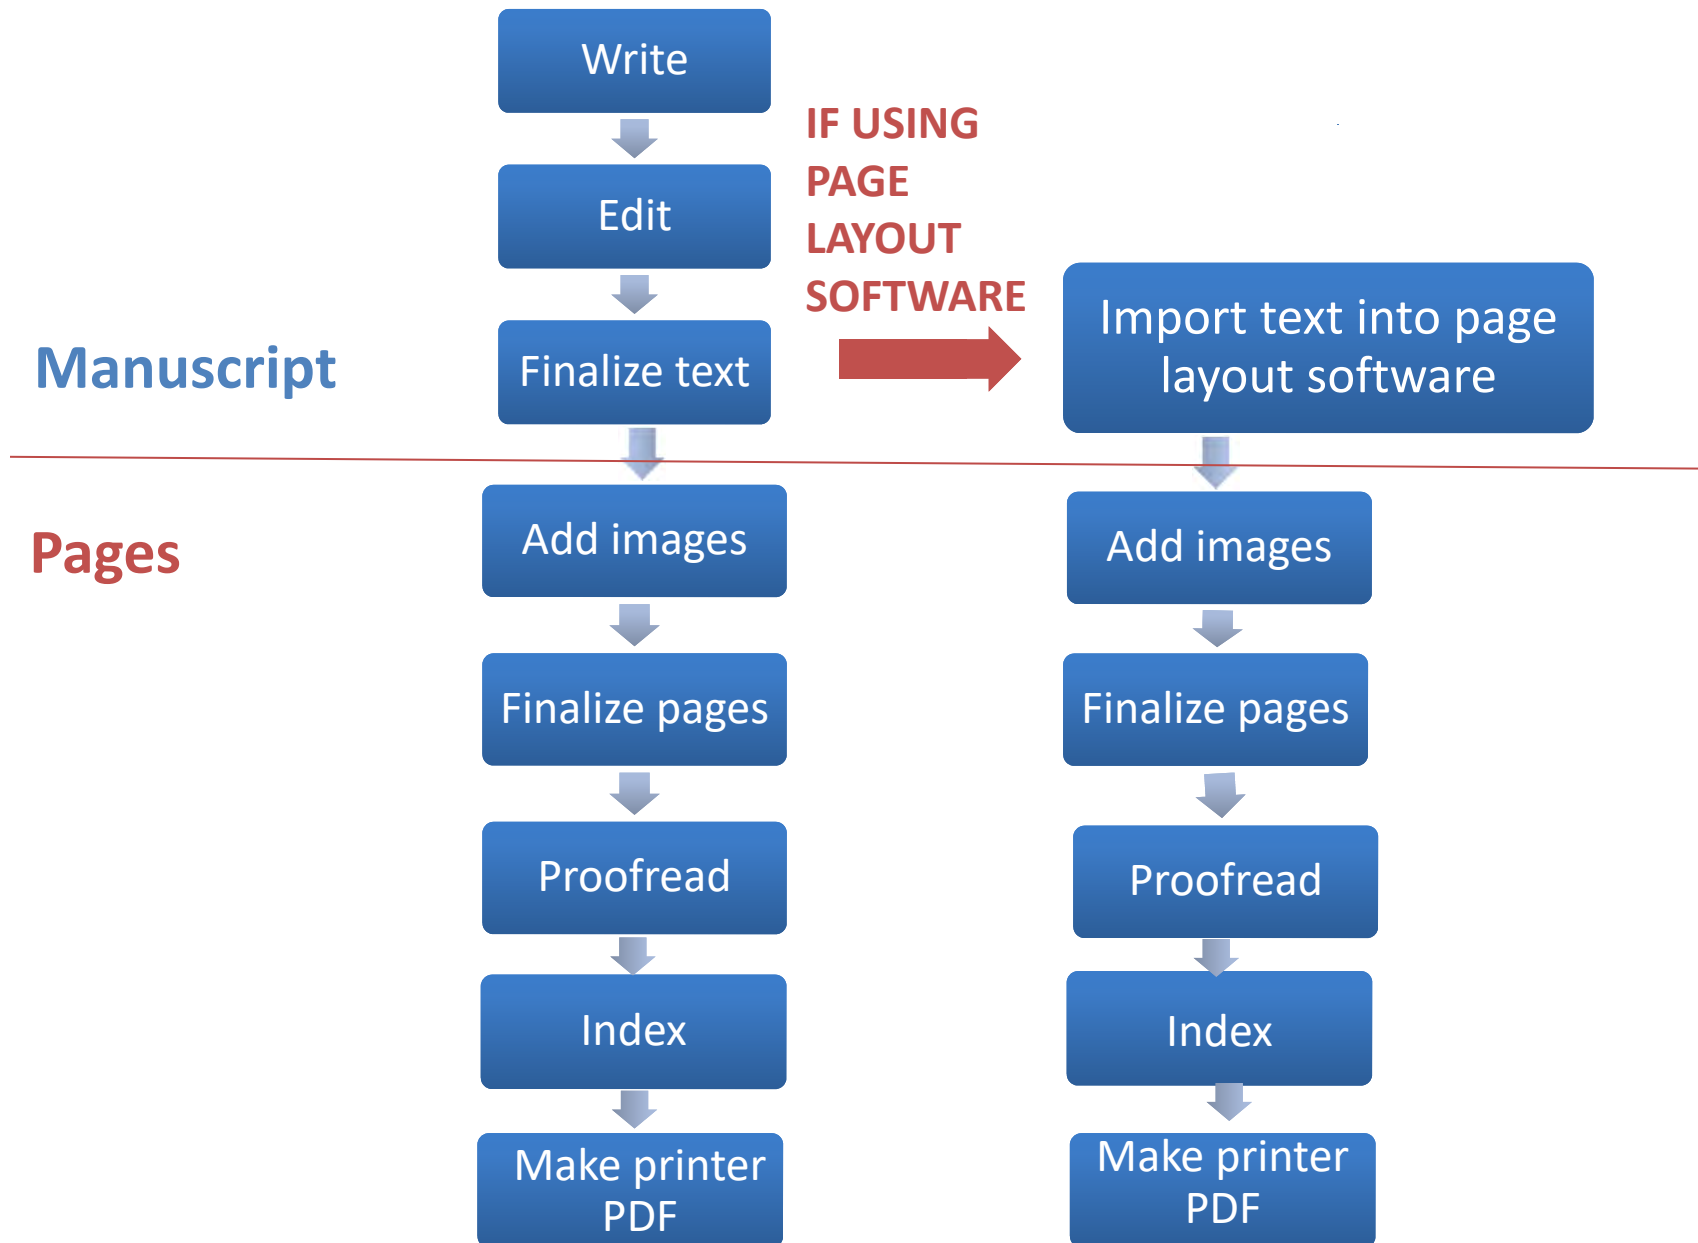 Write
Edit
Finalize text
IF USING
PAGE
LAYOUT
SOFTWARE
Import text into page
layout software
Manuscript
Pages
Add images
Finalize pages
Proofread
Index
Make printer
PDF
Add images
Finalize pages
Proofread
Index
Make printer
PDF